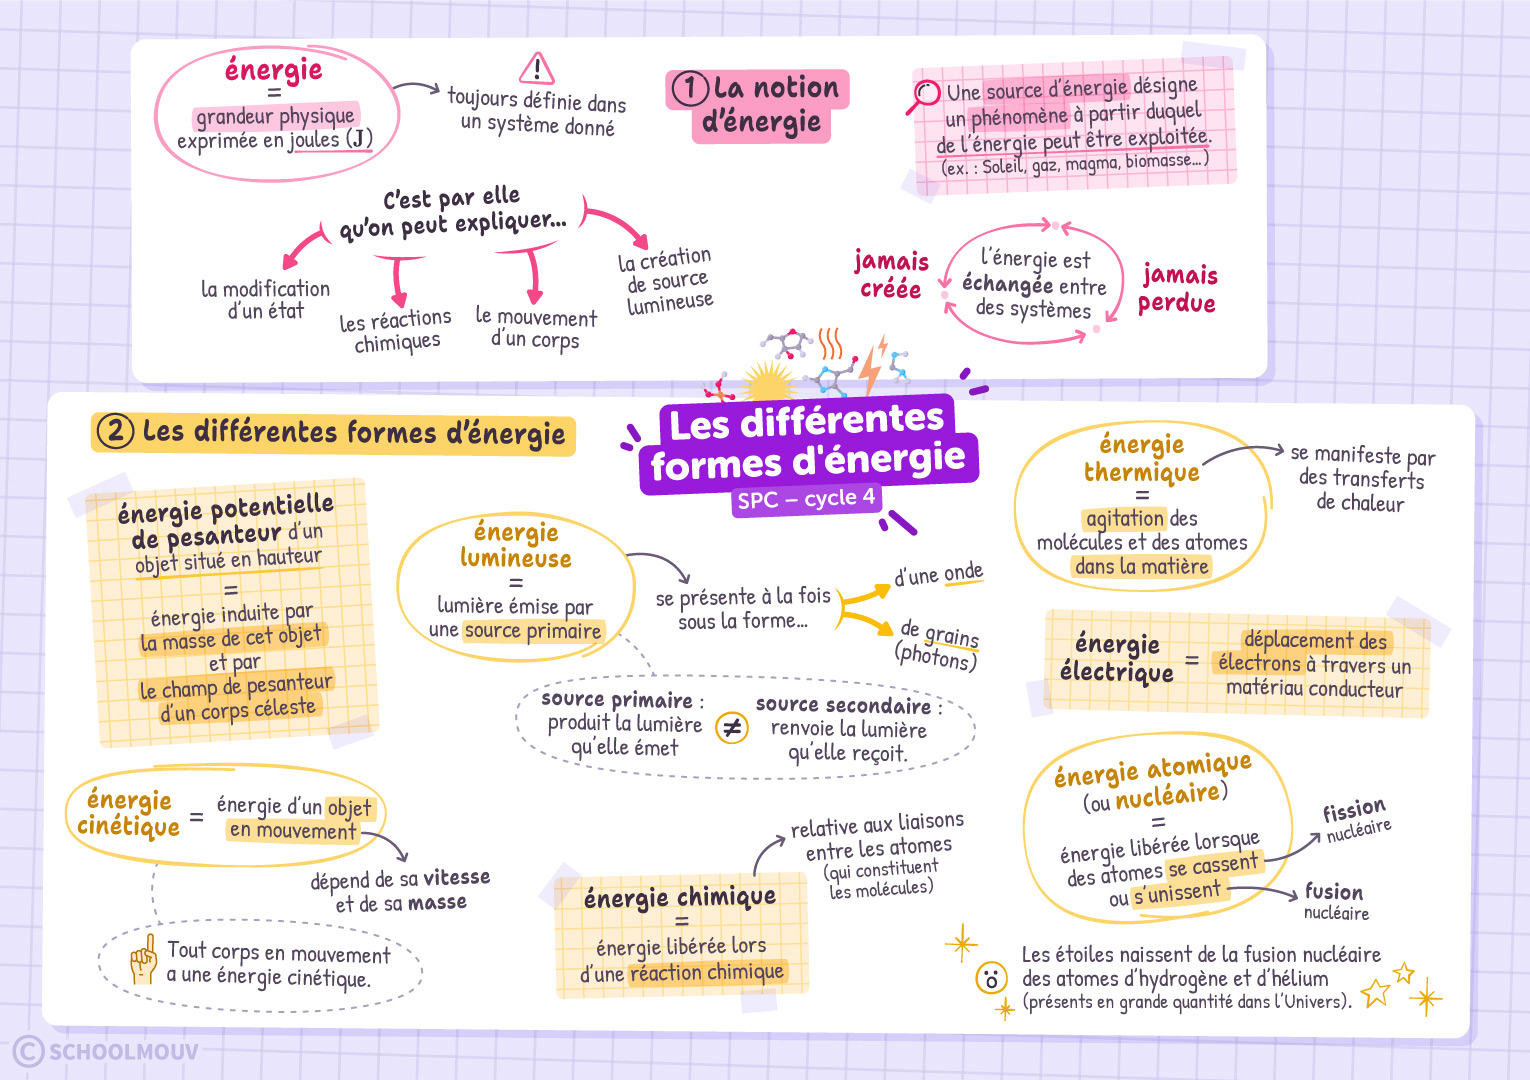 énergie
=
grandeur physique
exprimée en joules (J)
toujours définie dans
un système donné
1 La notion
d'énergie
Une source d'énergie désigne
un phénomène à partir duquel
de l'énergie peut être exploitée.
(ex. : Soleil, gaz, magma, biomasse...)
C'est par elle
qu'on peut expliquer...
la modification
d'un état
les réactions
chimiques
le mouvement
d'un corps
la création
de source
lumineuse
jamais
créée
l'énergie est
échangée entre
des systèmes
jamais
perdue
Les différentes
formes d'énergie
SPC – cycle 4
2 Les différentes formes d'énergie
énergie potentielle
de pesanteur d'un
objet situé en hauteur
=
énergie induite par
la masse de cet objet
et par
le champ de pesanteur
d'un corps céleste
énergie
lumineuse
=
lumière émise par
une source primaire
se présente à la fois
sous la forme...
d'une onde
de grains
(photons)
source primaire :
produit la lumière
qu'elle émet
≠
source secondaire :
renvoie la lumière
qu'elle reçoit.
énergie
thermique
=
agitation des
molécules et des atomes
dans la matière
se manifeste par
des transferts
de chaleur
énergie
électrique
=
déplacement des
électrons à travers un
matériau conducteur
énergie
cinétique
=
énergie d'un objet
en mouvement
dépend de sa vitesse
et de sa masse
Tout corps en mouvement
a une énergie cinétique.
énergie chimique
=
énergie libérée lors
d'une réaction chimique
relative aux liaisons
entre les atomes
(qui constituent
les molécules)
énergie atomique
(ou nucléaire)
=
énergie libérée lorsque
des atomes se cassent
ou s'unissent
fission
nucléaire
fusion
nucléaire
Les étoiles naissent de la fusion nucléaire
des atomes d'hydrogène et d'hélium
(présents en grande quantité dans l'Univers).
© SCHOOLMOUV